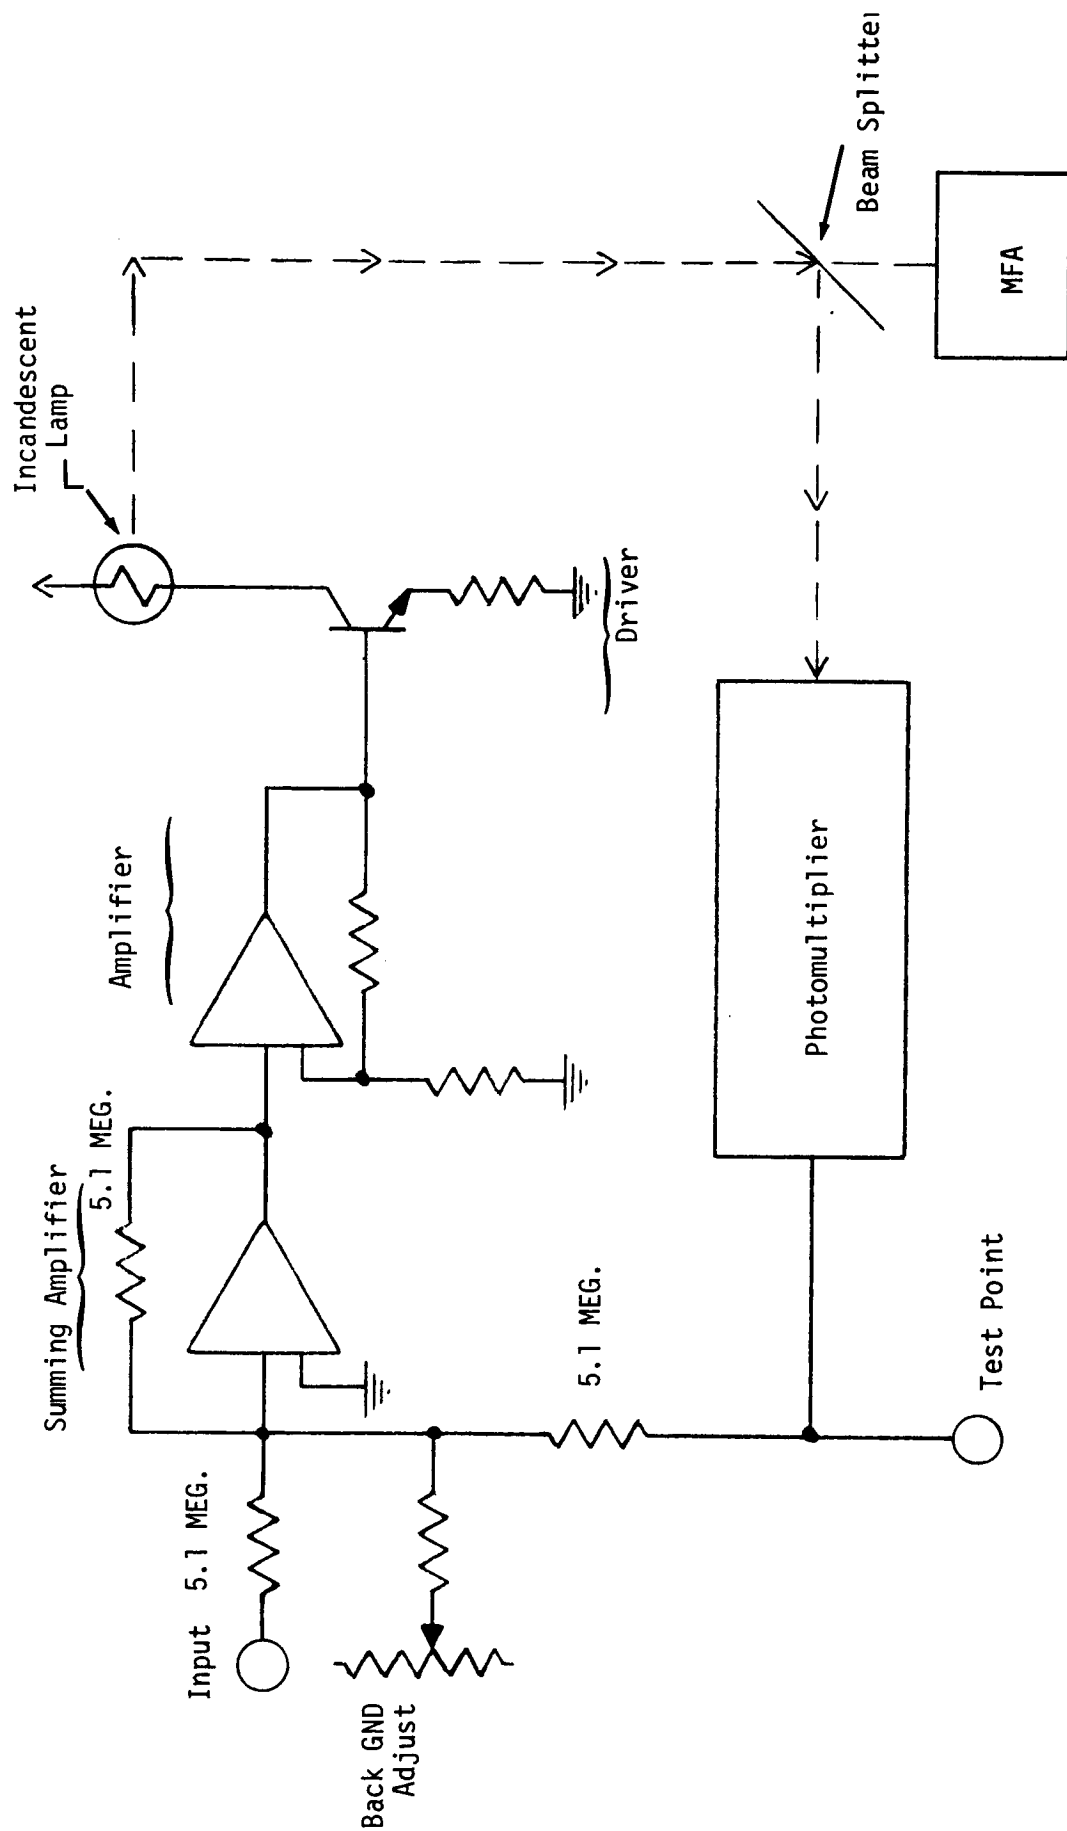 Incandescent
Lamp
Beam Splitter
MFA
Driver
Amplifier
Photomultiplier
Summing Amplifier
5.1 MEG.
5.1 MEG.
Test Point
Input
5.1 MEG.
Back GND
Adjust